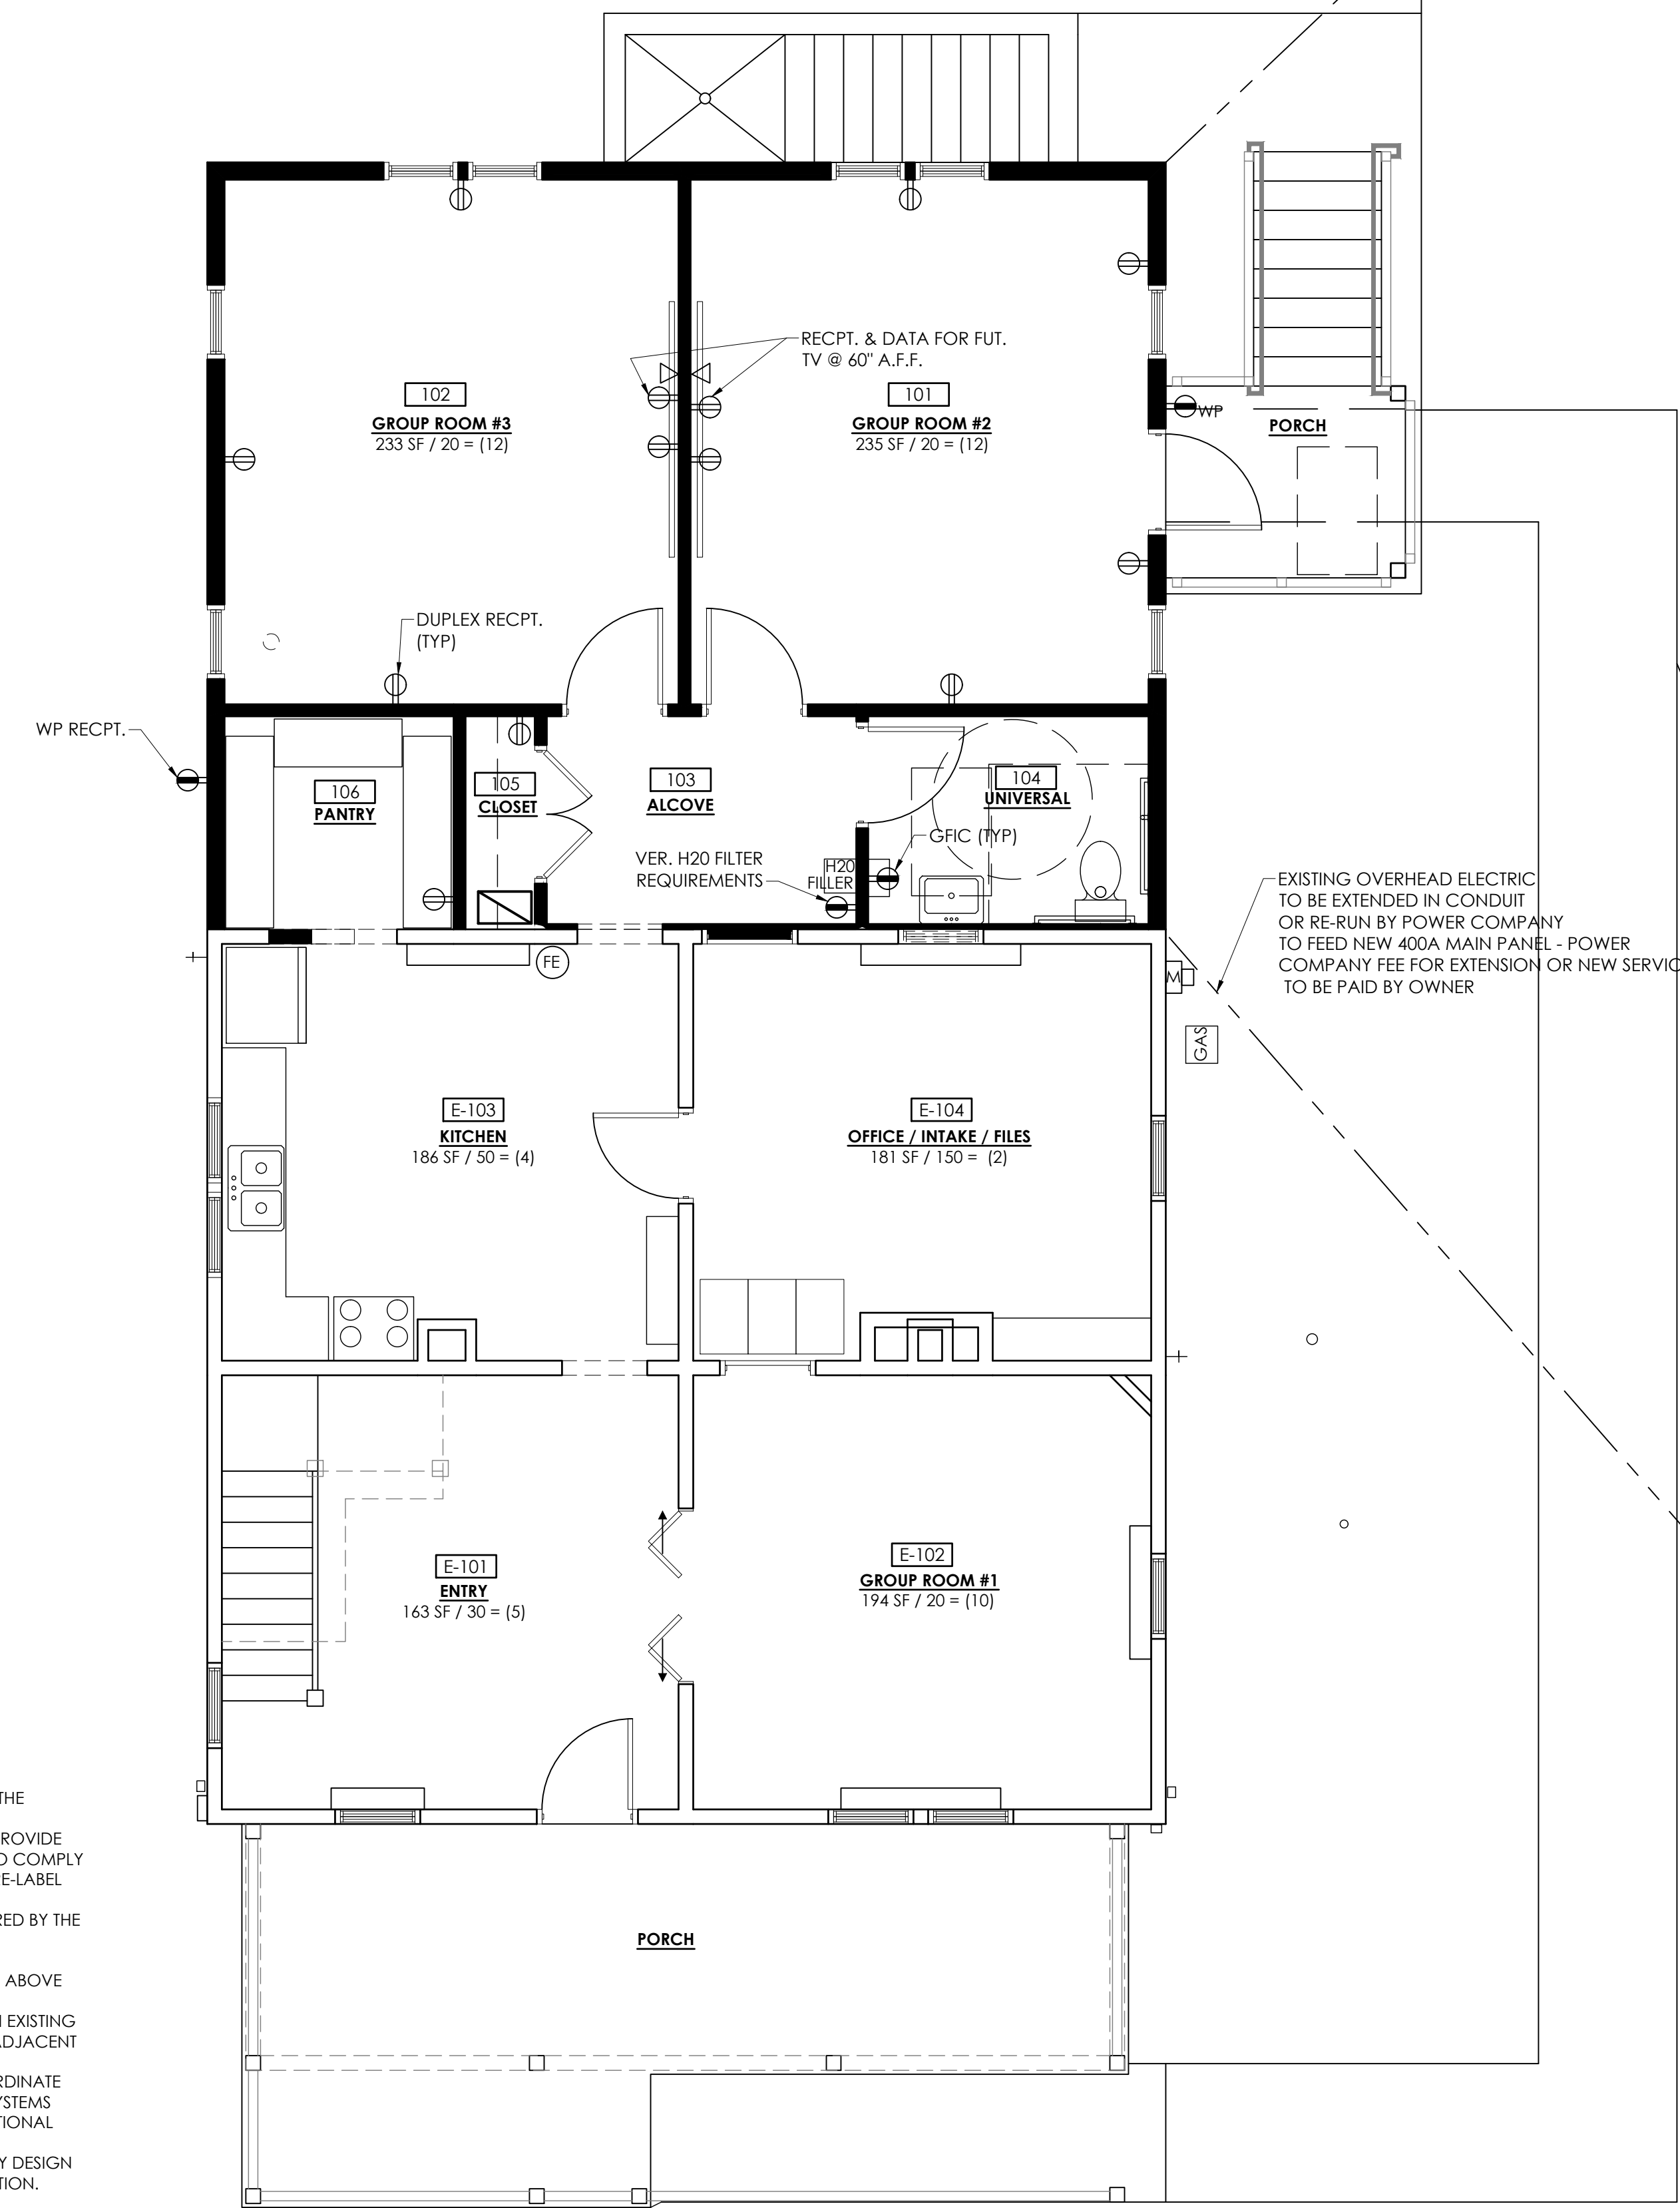 RECPT. & DATA FOR FUT.
TV @ 60" A.F.F.
102
GROUP ROOM #3
233 SF / 20 = (12)
101
GROUP ROOM #2
235 SF / 20 = (12)
WP
PORCH
DUPLEX RECPT.
(TYP)
WP RECPT.
106
PANTRY
105
CLOSET
103
ALCOVE
104
UNIVERSAL
GFIC (TYP)
VER. H20 FILTER
REQUIREMENTS
H20
FILLER
EXISTING OVERHEAD ELECTRIC
TO BE EXTENDED IN CONDUIT
OR RE-RUN BY POWER COMPANY
TO FEED NEW 400A MAIN PANEL - POWER
COMPANY FEE FOR EXTENSION OR NEW SERVIC
TO BE PAID BY OWNER
FE
M
GAS
E-103
KITCHEN
186 SF / 50 = (4)
E-104
OFFICE / INTAKE / FILES
181 SF / 150 = (2)
E-101
ENTRY
163 SF / 30 = (5)
E-102
GROUP ROOM #1
194 SF / 20 = (10)
PORCH
THE
ROVIDE
COMPLY
E-LABEL
RED BY THE
ABOVE
EXISTING
ADJACENT
RDINATE
YSTEMS
TIONAL
Y DESIGN
TION.